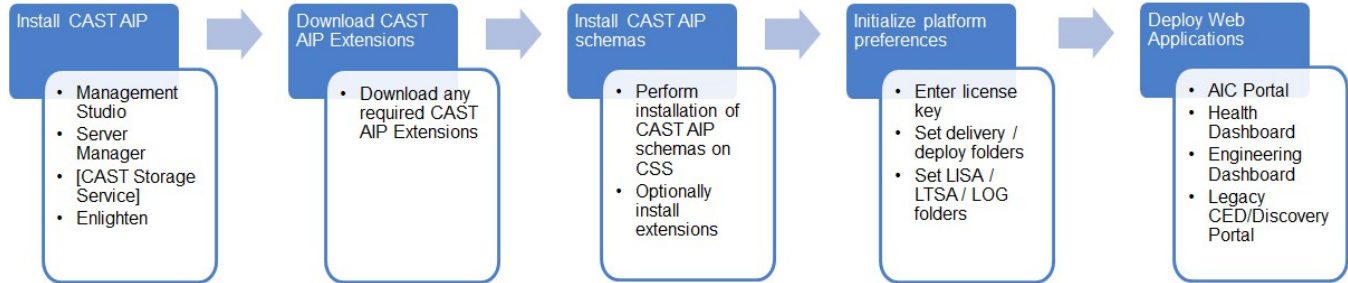 Install CAST AIP
• Management
Studio
• Server
Manager
• [CAST Storage
Service]
• Enlighten
Download CAST
AIP Extensions
• Download any
required CAST
AIP Extensions
Install CAST AIP
schemas
• Perform
installation of
CAST AIP
schemas on
CSS
• Optionally
install
extensions
Initialize platform
preferences
• Enter license
key
• Set delivery /
deploy folders
• Set LISA /
LTSA / LOG
folders
Deploy Web
Applications
• AIC Portal
• Health
Dashboard
• Engineering
Dashboard
• Legacy
CED/Discovery
Portal